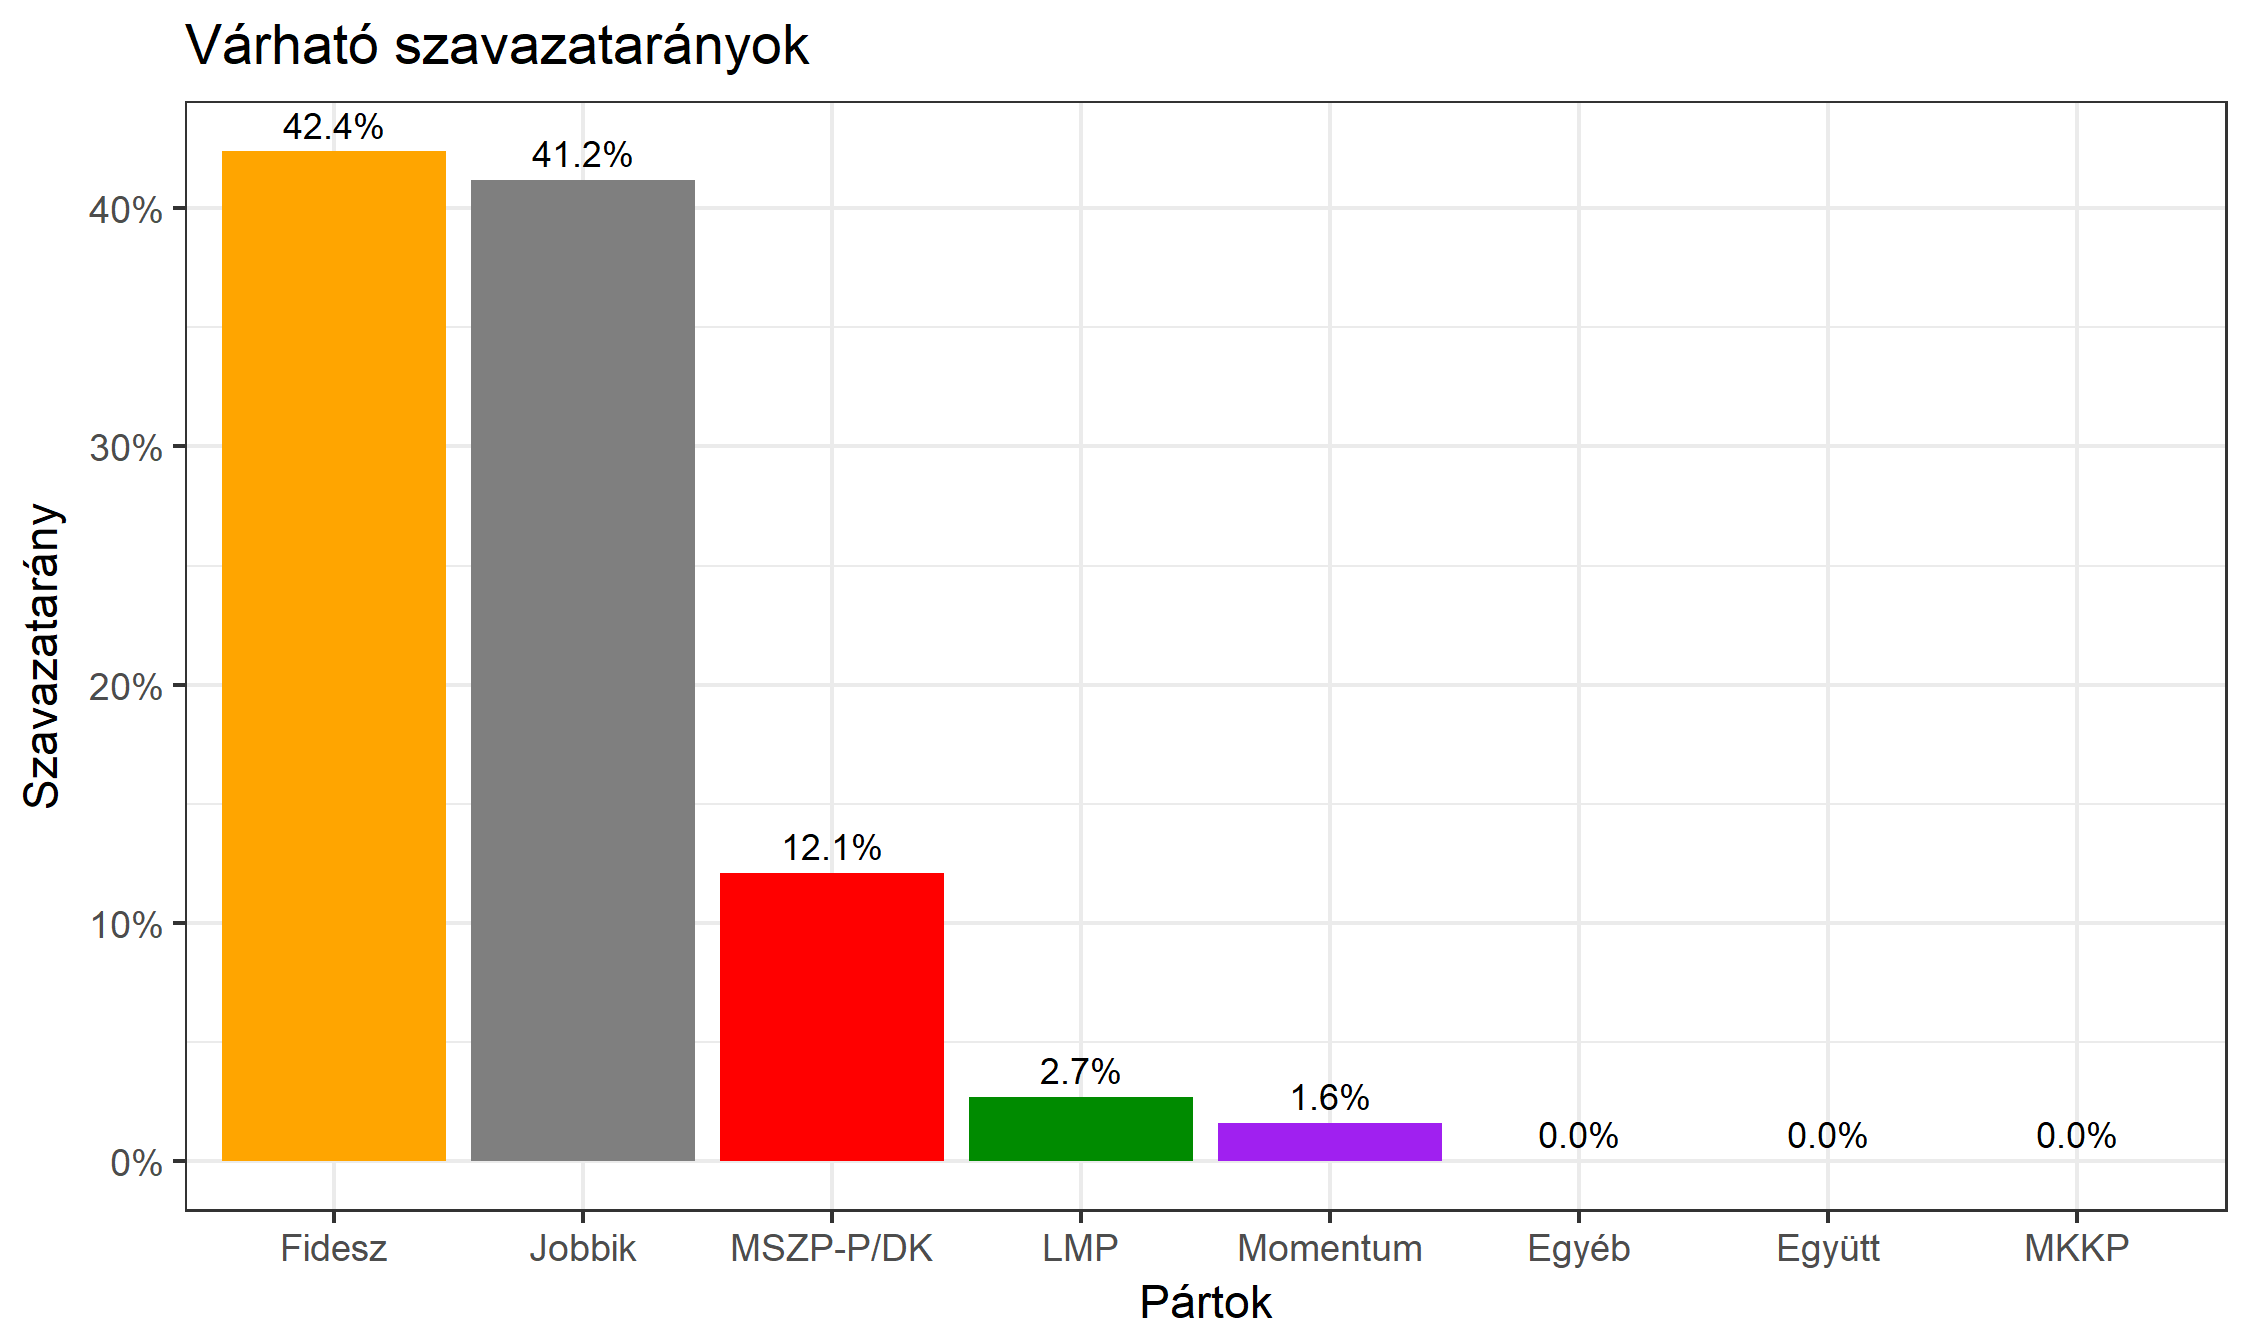 Várható szavazatarányok
42.4%
41.2%
12.1%
2.7%
1.6%
0.0%
0.0%
0.0%
40%
30%
20%
10%
0%
Szavazatarány
Fidesz
Jobbik
MSZP-P/DK
LMP
Momentum
Egyéb
Együtt
MKKP
Pártok